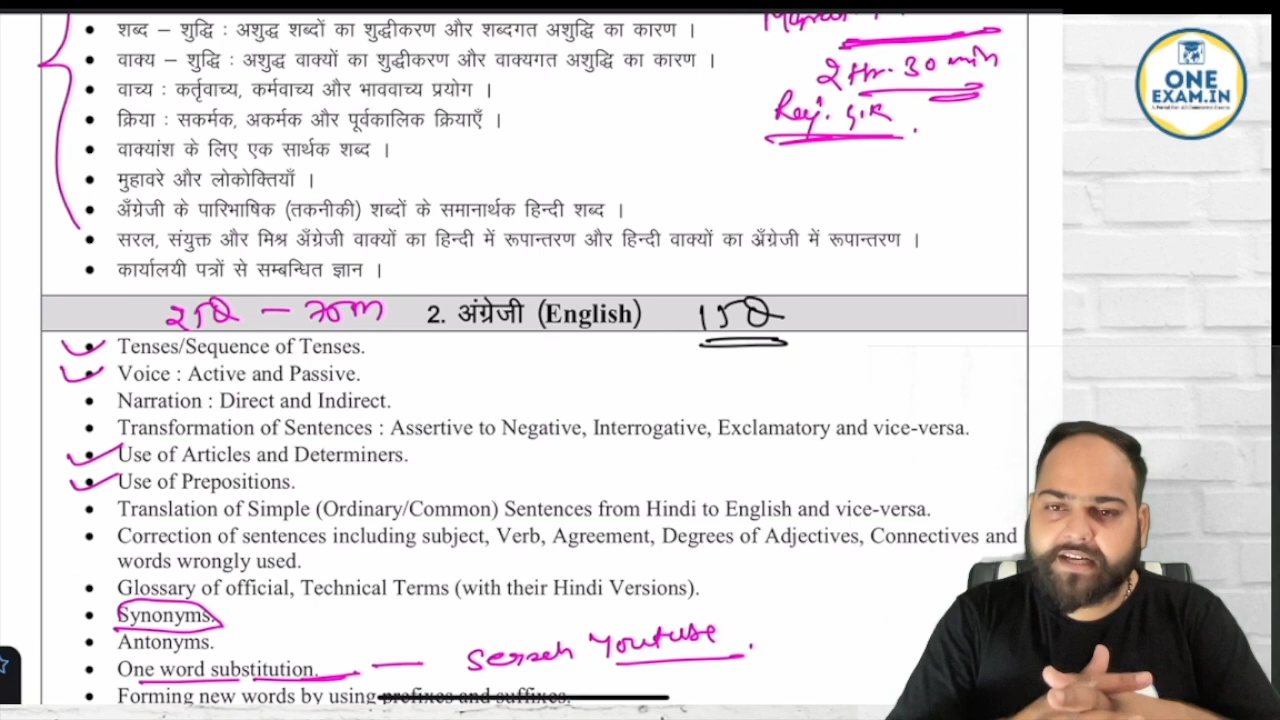 शब्द – शुद्धि : अशुद्ध शब्दों का शुद्धीकरण और शब्दगत अशुद्धि का कारण ।
वाक्य – शुद्धि : अशुद्ध वाक्यों का शुद्धीकरण और वाक्यगत अशुद्धि का कारण ।
2 Hr. 30 min
वाच्य : कर्तृवाच्य, कर्मवाच्य और भाववाच्य प्रयोग ।
Raj. G.K
क्रिया : सकर्मक, अकर्मक और पूर्वकालिक क्रियाएँ ।
वाक्यांश के लिए एक सार्थक शब्द ।
मुहावरे और लोकोक्तियाँ ।
अँग्रेजी के पारिभाषिक (तकनीकी) शब्दों के समानार्थक हिन्दी शब्द ।
सरल, संयुक्त और मिश्र अँग्रेजी वाक्यों का हिन्दी में रूपान्तरण और हिन्दी वाक्यों का अँग्रेजी में रूपान्तरण ।
कार्यालयी पत्रों से सम्बन्धित ज्ञान ।
2. अंग्रेजी (English) 15Q
Tenses/Sequence of Tenses.
Voice : Active and Passive.
Narration : Direct and Indirect.
Transformation of Sentences : Assertive to Negative, Interrogative, Exclamatory and vice-versa.
Use of Articles and Determiners.
Use of Prepositions.
Translation of Simple (Ordinary/Common) Sentences from Hindi to English and vice-versa.
Correction of sentences including subject, Verb, Agreement, Degrees of Adjectives, Connectives and
words wrongly used.
Glossary of official, Technical Terms (with their Hindi Versions).
Synonyms.
Antonyms.
One word substitution. — Serach Youtube
Forming new words by using prefixes and suffixes.
ONE
EXAM.IN